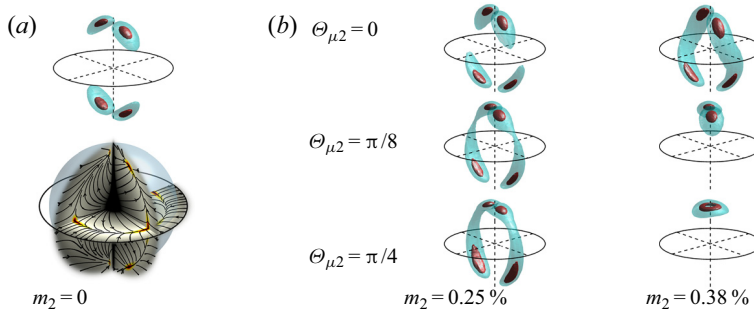 (a)
(b)
Θμ2 = 0
Θμ2 = π/8
Θμ2 = π/4
m2 = 0
m2 = 0.25 %
m2 = 0.38 %